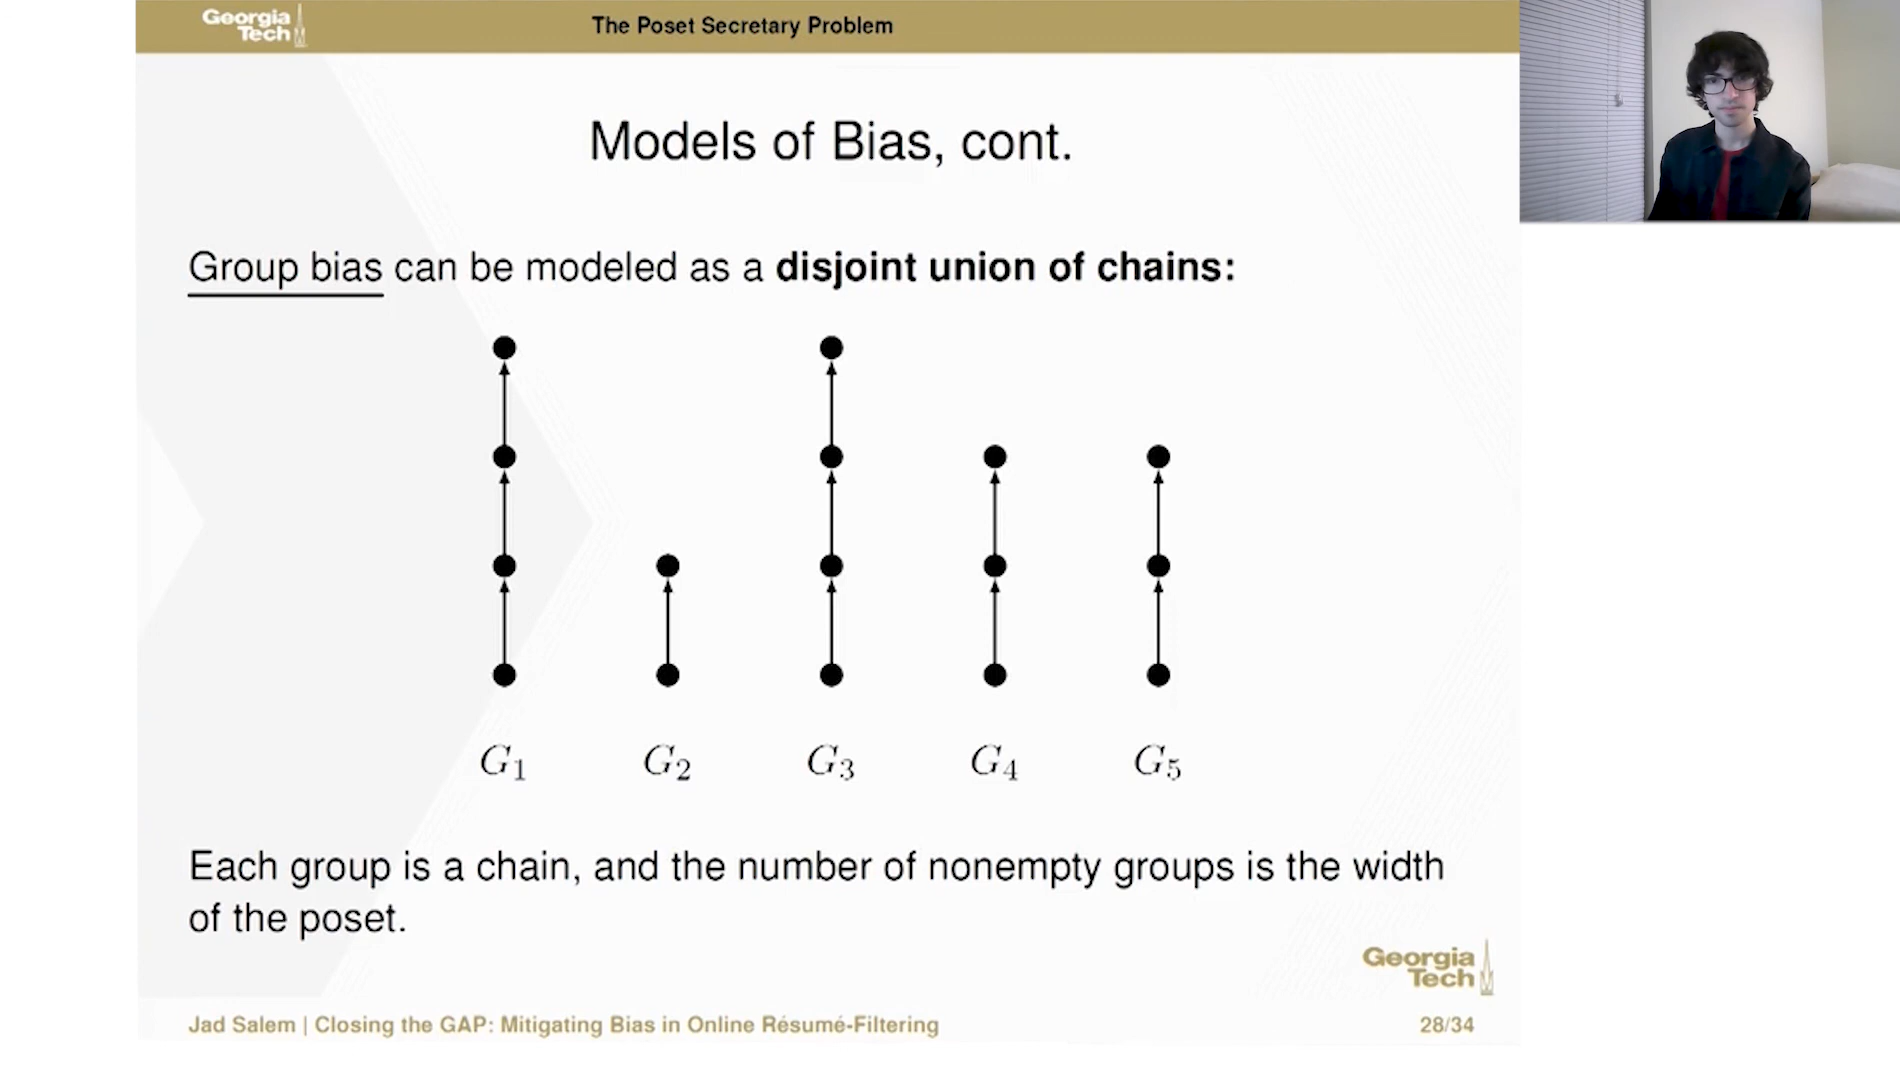 Georgia
Tech
The Poset Secretary Problem
Models of Bias, cont.
Group bias can be modeled as a disjoint union of chains:
G1 G2 G3 G4 G5
Each group is a chain, and the number of nonempty groups is the width
of the poset.
Georgia
Tech
Jad Salem | Closing the GAP: Mitigating Bias in Online Résumé-Filtering 28/34